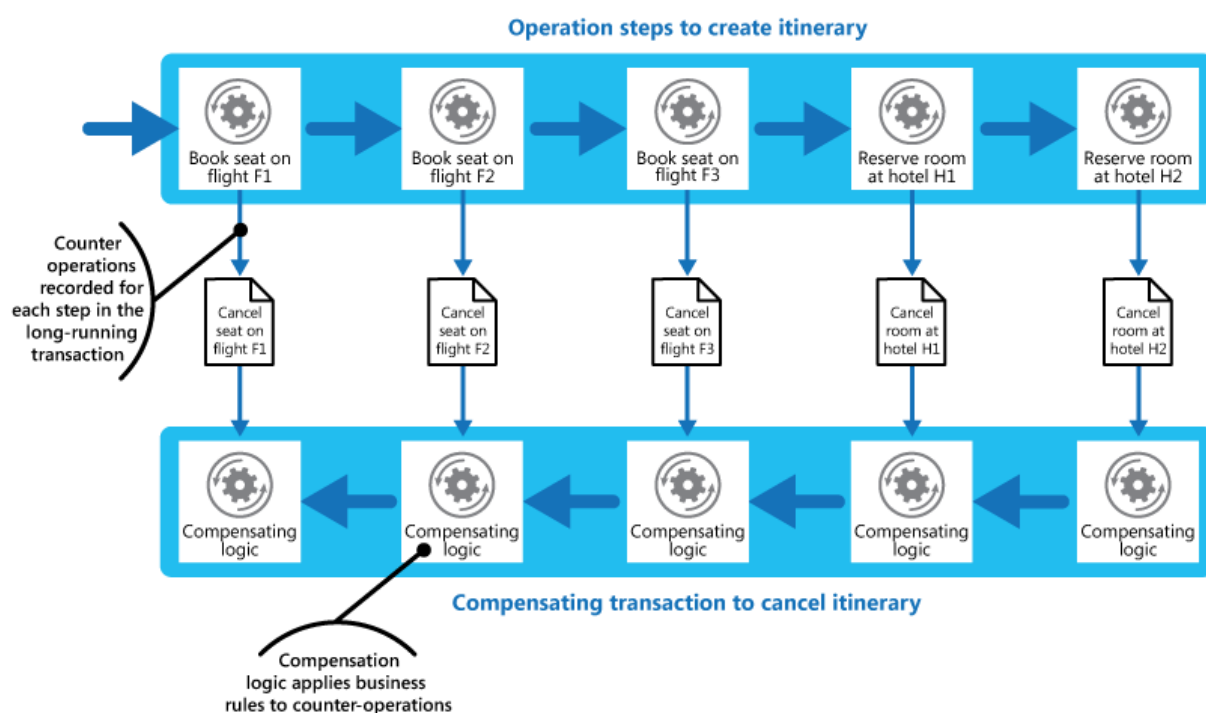 Operation steps to create itinerary
Book seat on
flight F1
Book seat on
flight F2
Book seat on
flight F3
Reserve room
at hotel H1
Reserve room
at hotel H2
Counter
operations
recorded for
each step in the
long-running
transaction
Cancel
seat on
flight F1
Cancel
seat on
flight F2
Cancel
seat on
flight F3
Cancel
room at
hotel H1
Cancel
room at
hotel H2
Compensating
logic
Compensating
logic
Compensating
logic
Compensating
logic
Compensating
logic
Compensating transaction to cancel itinerary
Compensation
logic applies business
rules to counter-operations